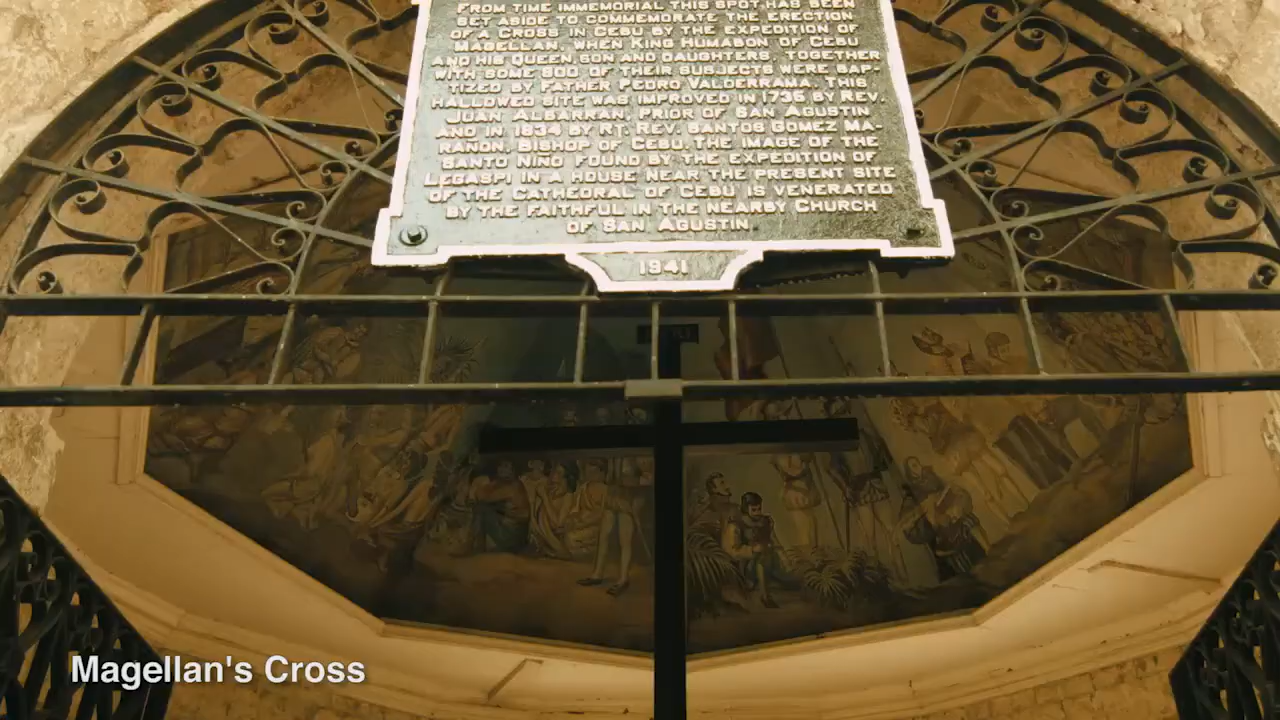 FROM TIME IMMEMORIAL THIS SPOT HAS BEEN
SET ASIDE TO COMMEMORATE THE ERECTION
OF A CROSS IN CEBU BY THE EXPEDITION OF
MAGELLAN, WHEN KING HUMABON OF CEBU
AND HIS QUEEN, SON AND DAUGHTERS, TOGETHER
WITH SOME 800 OF THEIR SUBJECTS WERE BAP-
TIZED BY FATHER PEDRO VALDERRAMA. THIS
HALLOWED SITE WAS IMPROVED IN 1735 BY REV.
JUAN ALBARRAN, PRIOR OF SAN AGUSTIN
AND IN 1834 BY RT. REV. SANTOS GOMEZ MA-
RAÑON, BISHOP OF CEBU. THE IMAGE OF THE
SANTO NIÑO FOUND BY THE EXPEDITION OF
LEGASPI IN A HOUSE NEAR THE PRESENT SITE
OF THE CATHEDRAL OF CEBU IS VENERATED
BY THE FAITHFUL IN THE NEARBY CHURCH
OF SAN AGUSTIN.
1941
Magellan's Cross